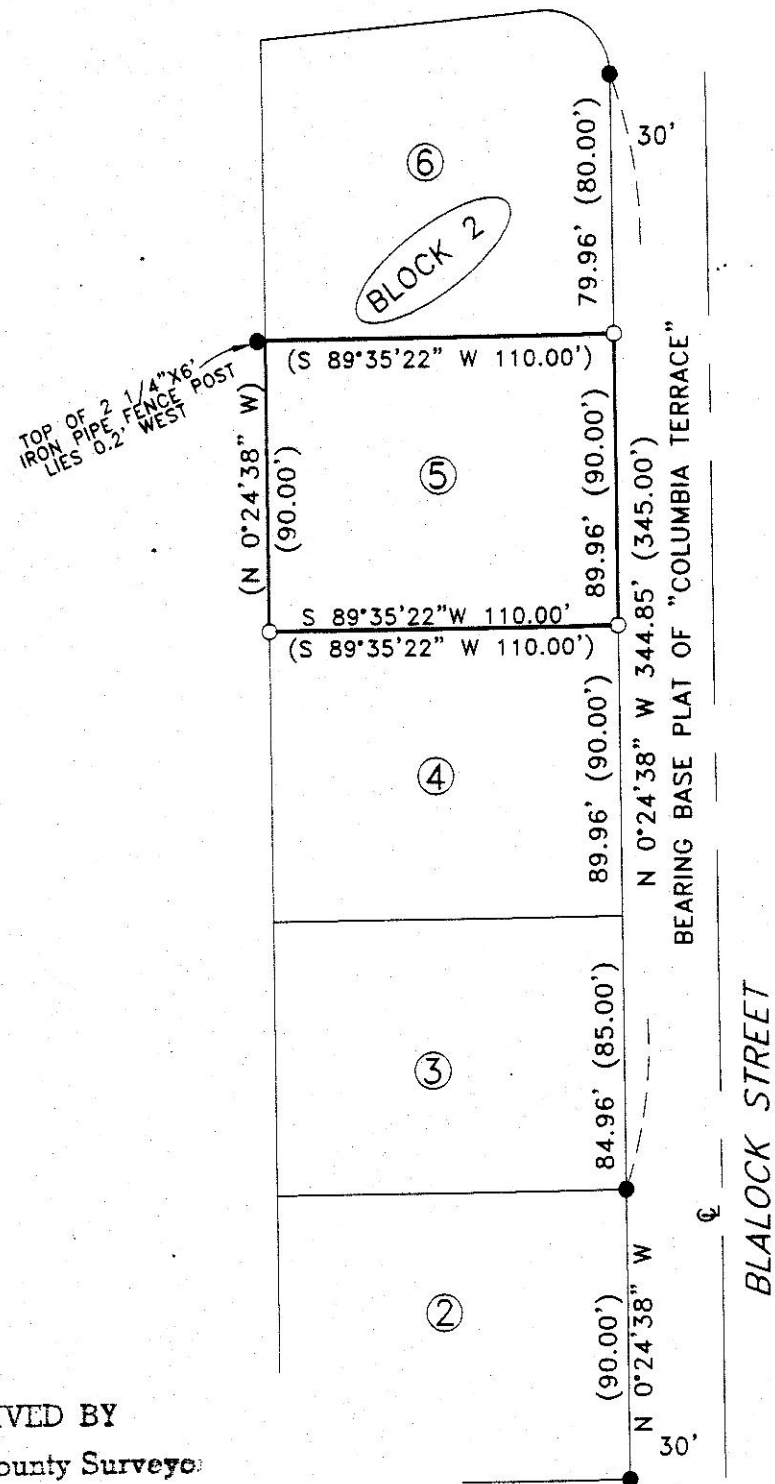 30'
79.96' (80.00')
⑥
BLOCK 2
(S 89°35'22" W 110.00')
TOP OF 2 1/4"X6'
IRON PIPE FENCE POST
LIES 0.2' WEST
(N 0°24'38" W)
(90.00')
⑤
89.96' (90.00')
N 0°24'38" W 344.85' (345.00')
BEARING BASE PLAT OF "COLUMBIA TERRACE"
S 89°35'22"W 110.00'
(S 89°35'22" W 110.00')
④
89.96' (90.00')
③
84.96' (85.00')
BLALOCK STREET
℄
②
(90.00')
N 0°24'38" W
30'
VED BY
ounty Surveyo